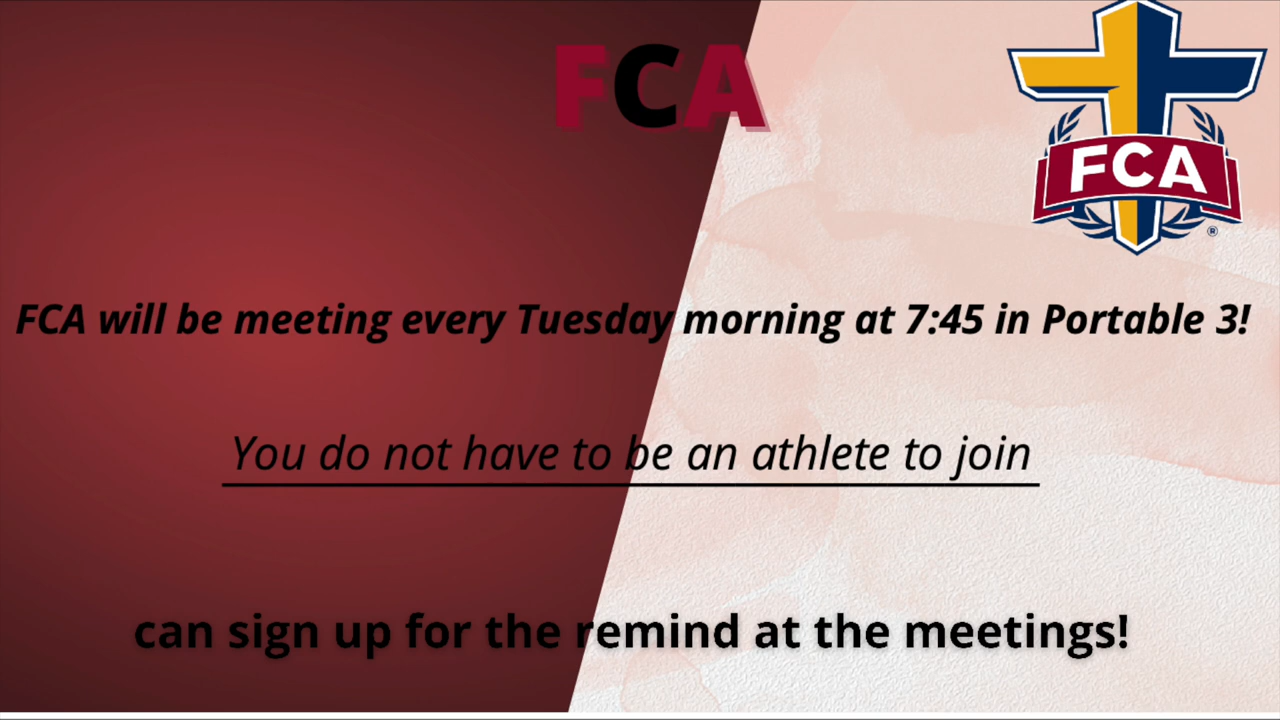 FCA
FCA
®
FCA will be meeting every Tuesday morning at 7:45 in Portable 3!
You do not have to be an athlete to join
can sign up for the remind at the meetings!